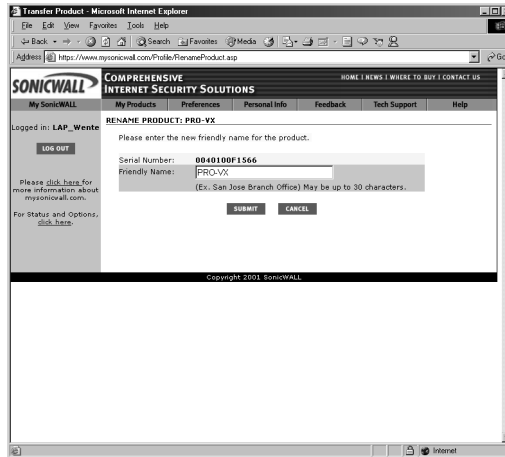 Transfer Product - Microsoft Internet Explorer
File Edit View Favorites Tools Help
Back Search Favorites Media
Address https://www.mysonicwall.com/Profile/RenameProduct.asp Go
SONICWALL
COMPREHENSIVE
INTERNET SECURITY SOLUTIONS
HOME | NEWS | WHERE TO BUY | CONTACT US
My SonicWALL My Products Preferences Personal Info Feedback Tech Support Help
Logged in: LAP_Wente
LOG OUT
Please click here for
more information about
mysonicwall.com.
For Status and Options,
click here.
RENAME PRODUCT: PRO-VX
Please enter the new friendly name for the product.
Serial Number: 0040100F1566
Friendly Name: PRO-VX
(Ex. San Jose Branch Office) May be up to 30 characters.
SUBMIT CANCEL
Copyright 2001 SonicWALL
Internet